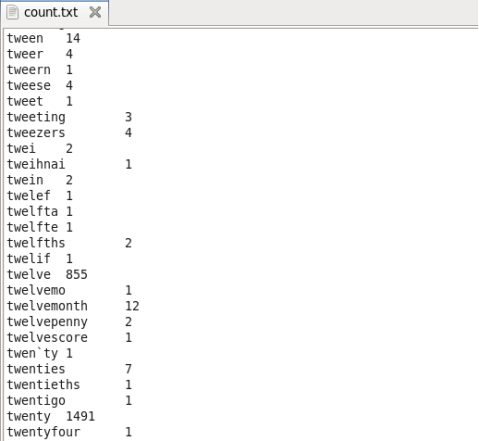 count.txt
tween 14
tweer 4
tweern 1
tweese 4
tweet 1
tweeting 3
tweezers 4
twei 2
tweihnai 1
twein 2
twelef 1
twelfta 1
twelfte 1
twelfths 2
twelif 1
twelve 855
twelvemo 1
twelvemonth 12
twelvepenny 2
twelvescore 1
twen`ty 1
twenties 7
twentieths 1
twentigo 1
twenty 1491
twentyfour 1